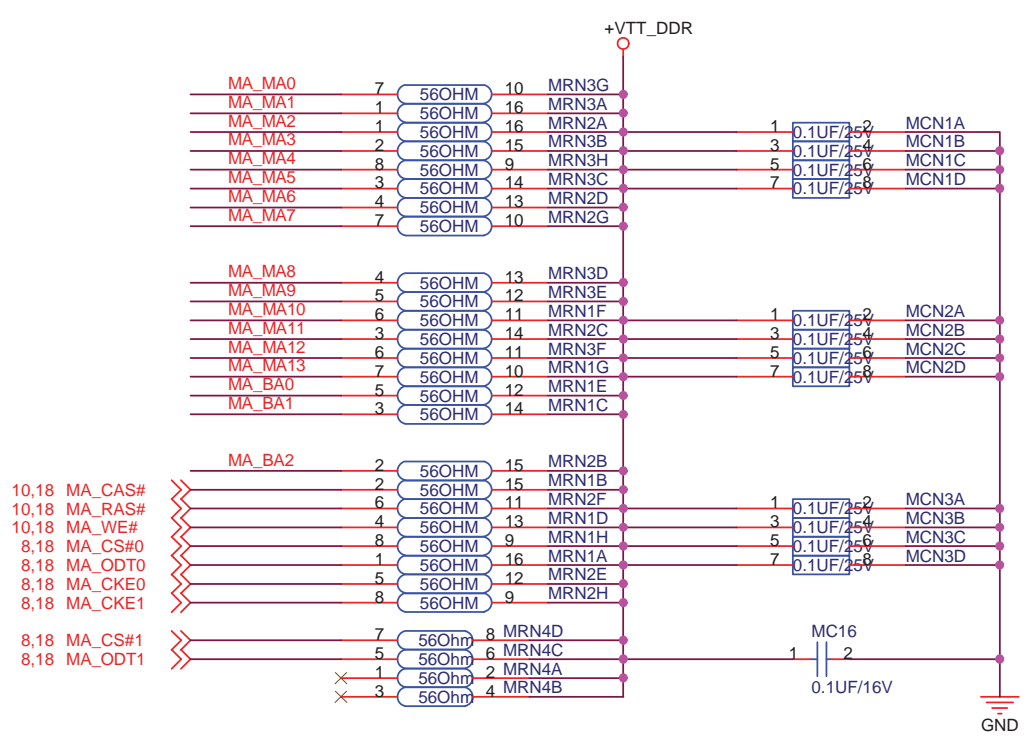 +VTT_DDR
MA_MA0 7 56OHM 10 MRN3G
MA_MA1 1 56OHM 16 MRN3A
MA_MA2 1 56OHM 16 MRN2A 1 0.1UF/25V 2 MCN1A
MA_MA3 2 56OHM 15 MRN3B 3 0.1UF/25V 4 MCN1B
MA_MA4 8 56OHM 9 MRN3H 5 0.1UF/25V 6 MCN1C
MA_MA5 3 56OHM 14 MRN3C 7 0.1UF/25V 8 MCN1D
MA_MA6 4 56OHM 13 MRN2D
MA_MA7 7 56OHM 10 MRN2G
MA_MA8 4 56OHM 13 MRN3D
MA_MA9 5 56OHM 12 MRN3E
MA_MA10 6 56OHM 11 MRN1F 1 0.1UF/25V 2 MCN2A
MA_MA11 3 56OHM 14 MRN2C 3 0.1UF/25V 4 MCN2B
MA_MA12 6 56OHM 11 MRN3F 5 0.1UF/25V 6 MCN2C
MA_MA13 7 56OHM 10 MRN1G 7 0.1UF/25V 8 MCN2D
MA_BA0 5 56OHM 12 MRN1E
MA_BA1 3 56OHM 14 MRN1C
MA_BA2 2 56OHM 15 MRN2B
10,18 MA_CAS# 2 56OHM 15 MRN1B
10,18 MA_RAS# 6 56OHM 11 MRN2F 1 0.1UF/25V 2 MCN3A
10,18 MA_WE# 4 56OHM 13 MRN1D 3 0.1UF/25V 4 MCN3B
8,18 MA_CS#0 8 56OHM 9 MRN1H 5 0.1UF/25V 6 MCN3C
8,18 MA_ODT0 1 56OHM 16 MRN1A 7 0.1UF/25V 8 MCN3D
8,18 MA_CKE0 5 56OHM 12 MRN2E
8,18 MA_CKE1 8 56OHM 9 MRN2H
8,18 MA_CS#1 7 56Ohm 8 MRN4D MC16
8,18 MA_ODT1 5 56Ohm 6 MRN4C 1 2
1 56Ohm 2 MRN4A
3 56Ohm 4 MRN4B 0.1UF/16V
GND